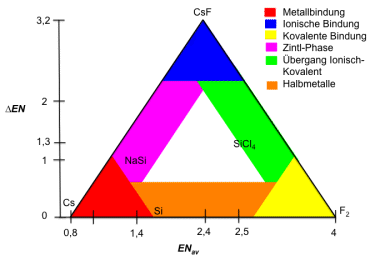 CsF
Metallbindung
Ionische Bindung
Kovalente Bindung
Zintl-Phase
Übergang Ionisch-
Kovalent
Halbmetalle
3,2
2
ΔEN
1,3
1
0
NaSi
SiCl4
Cs
Si
F2
0,8
1,4
2,4
2,5
4
ENav